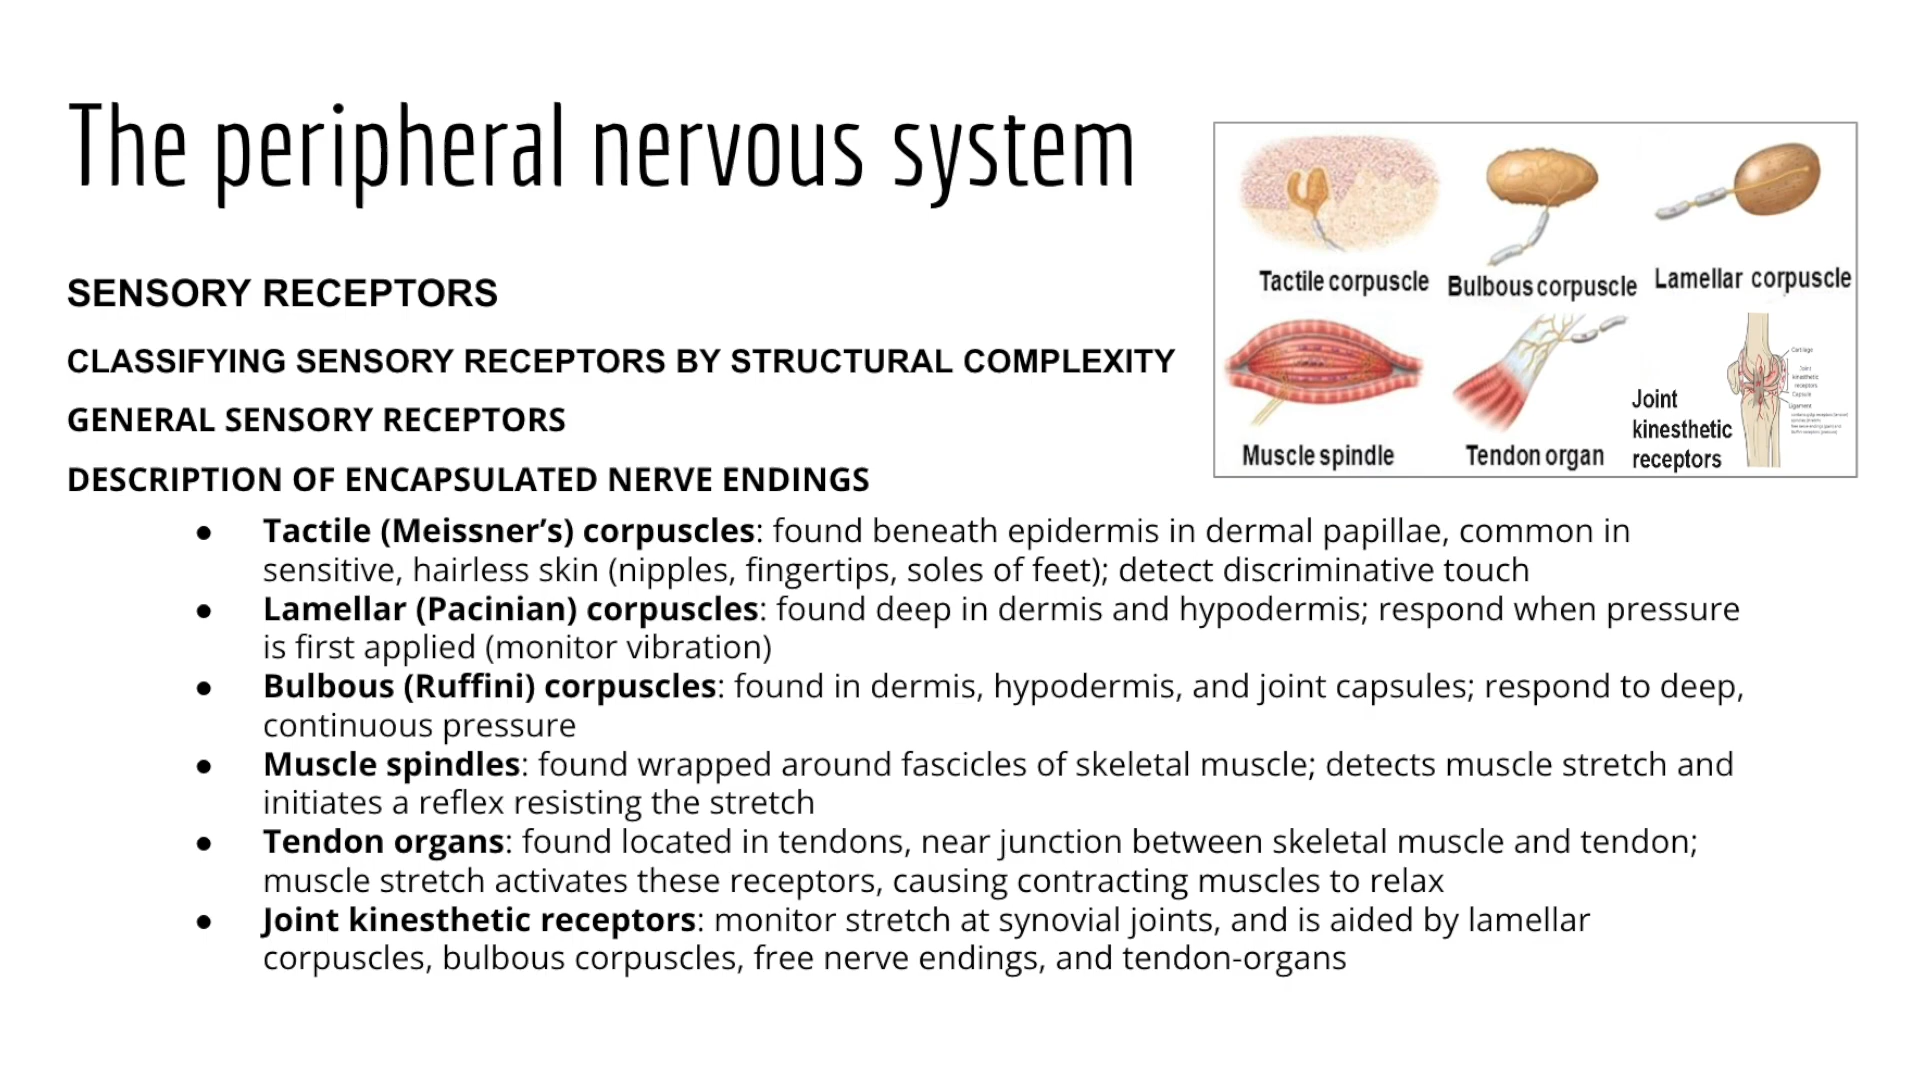 The peripheral nervous system
SENSORY RECEPTORS
CLASSIFYING SENSORY RECEPTORS BY STRUCTURAL COMPLEXITY
GENERAL SENSORY RECEPTORS
DESCRIPTION OF ENCAPSULATED NERVE ENDINGS
Tactile corpuscle
Bulbous corpuscle
Lamellar corpuscle
Muscle spindle
Tendon organ
Joint
kinesthetic
receptors
Cartilage
Joint
kinesthetic
receptors
Capsule
Ligament
● Tactile (Meissner’s) corpuscles: found beneath epidermis in dermal papillae, common in
sensitive, hairless skin (nipples, fingertips, soles of feet); detect discriminative touch
● Lamellar (Pacinian) corpuscles: found deep in dermis and hypodermis; respond when pressure
is first applied (monitor vibration)
● Bulbous (Ruffini) corpuscles: found in dermis, hypodermis, and joint capsules; respond to deep,
continuous pressure
● Muscle spindles: found wrapped around fascicles of skeletal muscle; detects muscle stretch and
initiates a reflex resisting the stretch
● Tendon organs: found located in tendons, near junction between skeletal muscle and tendon;
muscle stretch activates these receptors, causing contracting muscles to relax
● Joint kinesthetic receptors: monitor stretch at synovial joints, and is aided by lamellar
corpuscles, bulbous corpuscles, free nerve endings, and tendon-organs